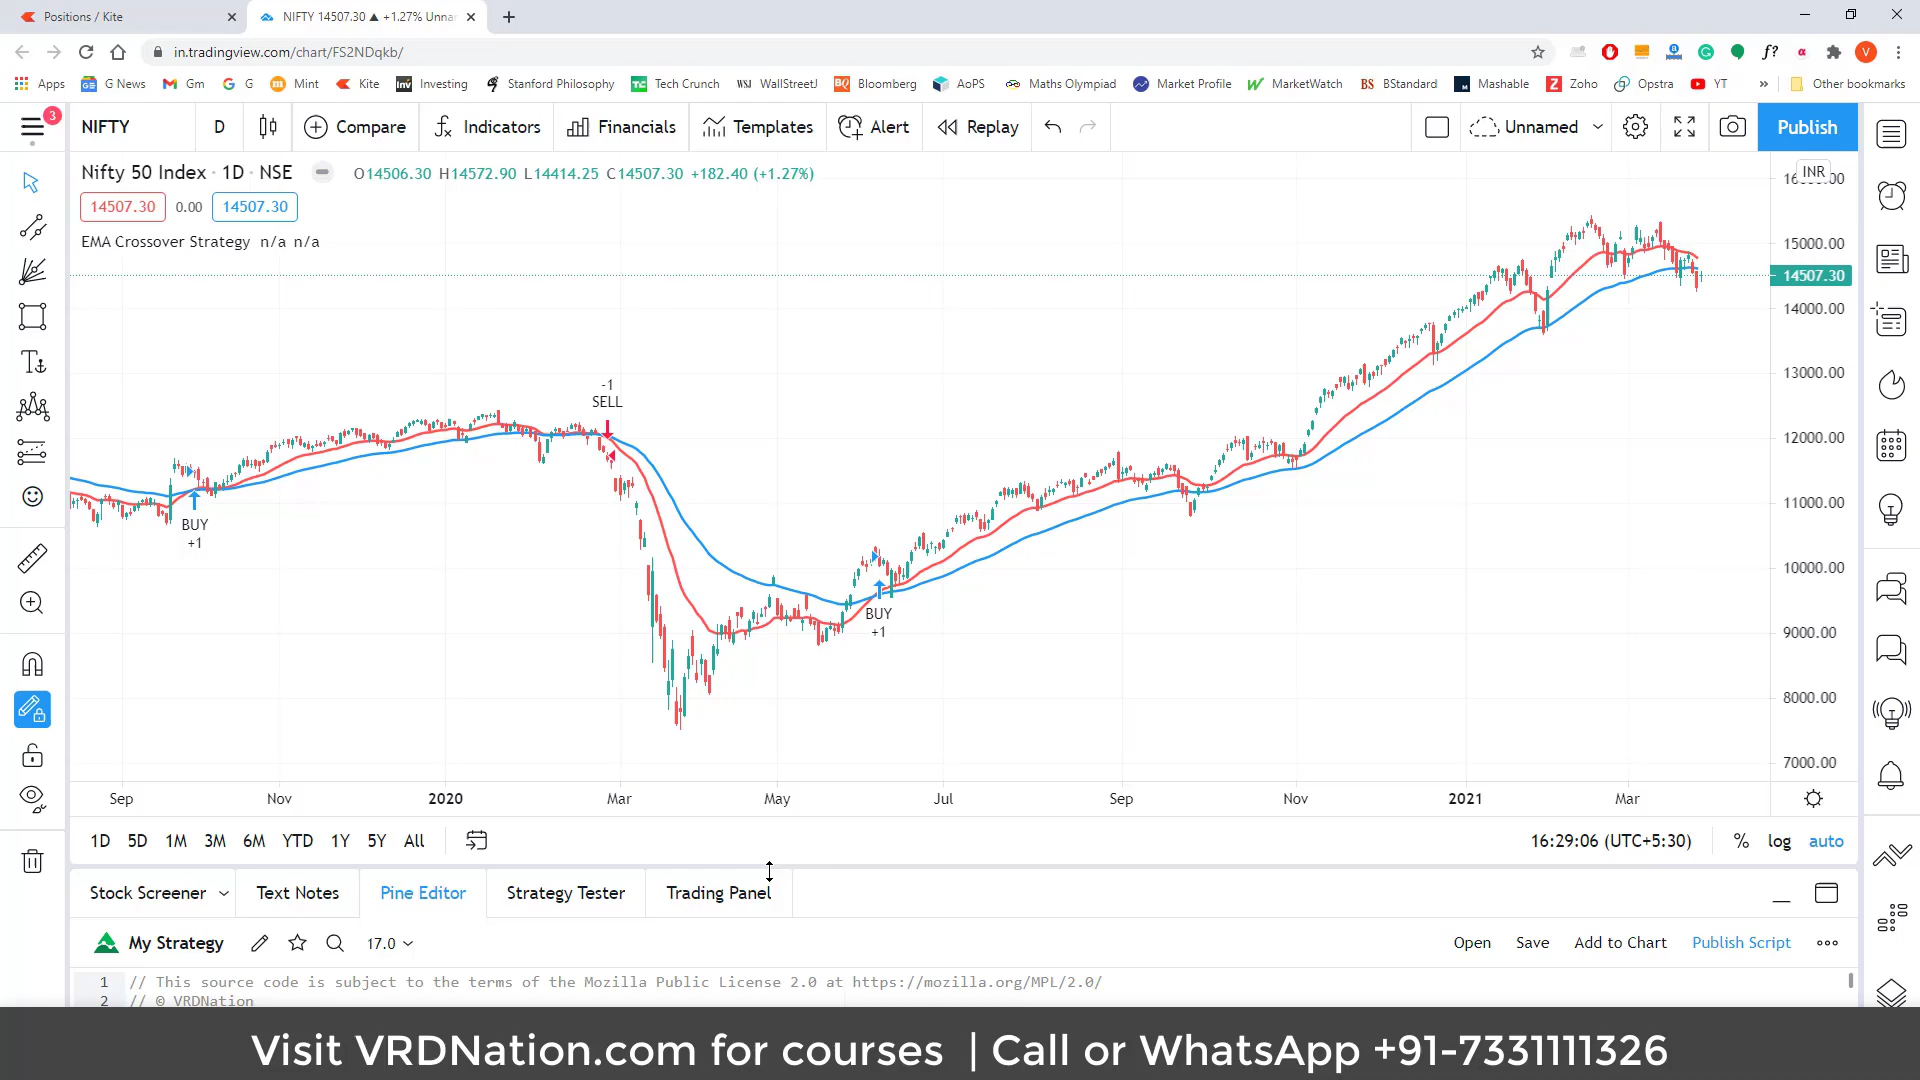 Positions / Kite
NIFTY 14507.30 ▲ +1.27% Unnar
in.tradingview.com/chart/FS2NDqkb/
f?
V
Apps
G News
Gm
G
Mint
Kite
Investing
Stanford Philosophy
Tech Crunch
WSJ WallStreetJ
BQ Bloomberg
AoPS
Maths Olympiad
Market Profile
MarketWatch
BS BStandard
Mashable
Zoho
Opstra
YT
»
Other bookmarks
3
NIFTY
D
Compare
Indicators
Financials
Templates
Alert
Replay
Unnamed
Publish
Nifty 50 Index · 1D · NSE
O14506.30 H14572.90 L14414.25 C14507.30 +182.40 (+1.27%)
14507.30
0.00
14507.30
EMA Crossover Strategy n/a n/a
INR
15000.00
14507.30
14000.00
13000.00
12000.00
11000.00
10000.00
9000.00
8000.00
7000.00
-1
SELL
BUY
+1
BUY
+1
Sep
Nov
2020
Mar
May
Jul
Sep
Nov
2021
Mar
1D
5D
1M
3M
6M
YTD
1Y
5Y
All
16:29:06 (UTC+5:30)
%
log
auto
Stock Screener
Text Notes
Pine Editor
Strategy Tester
Trading Panel
My Strategy
17.0
Open
Save
Add to Chart
Publish Script
1 // This source code is subject to the terms of the Mozilla Public License 2.0 at https://mozilla.org/MPL/2.0/
2 // © VRDNation
Visit VRDNation.com for courses | Call or WhatsApp +91-7331111326